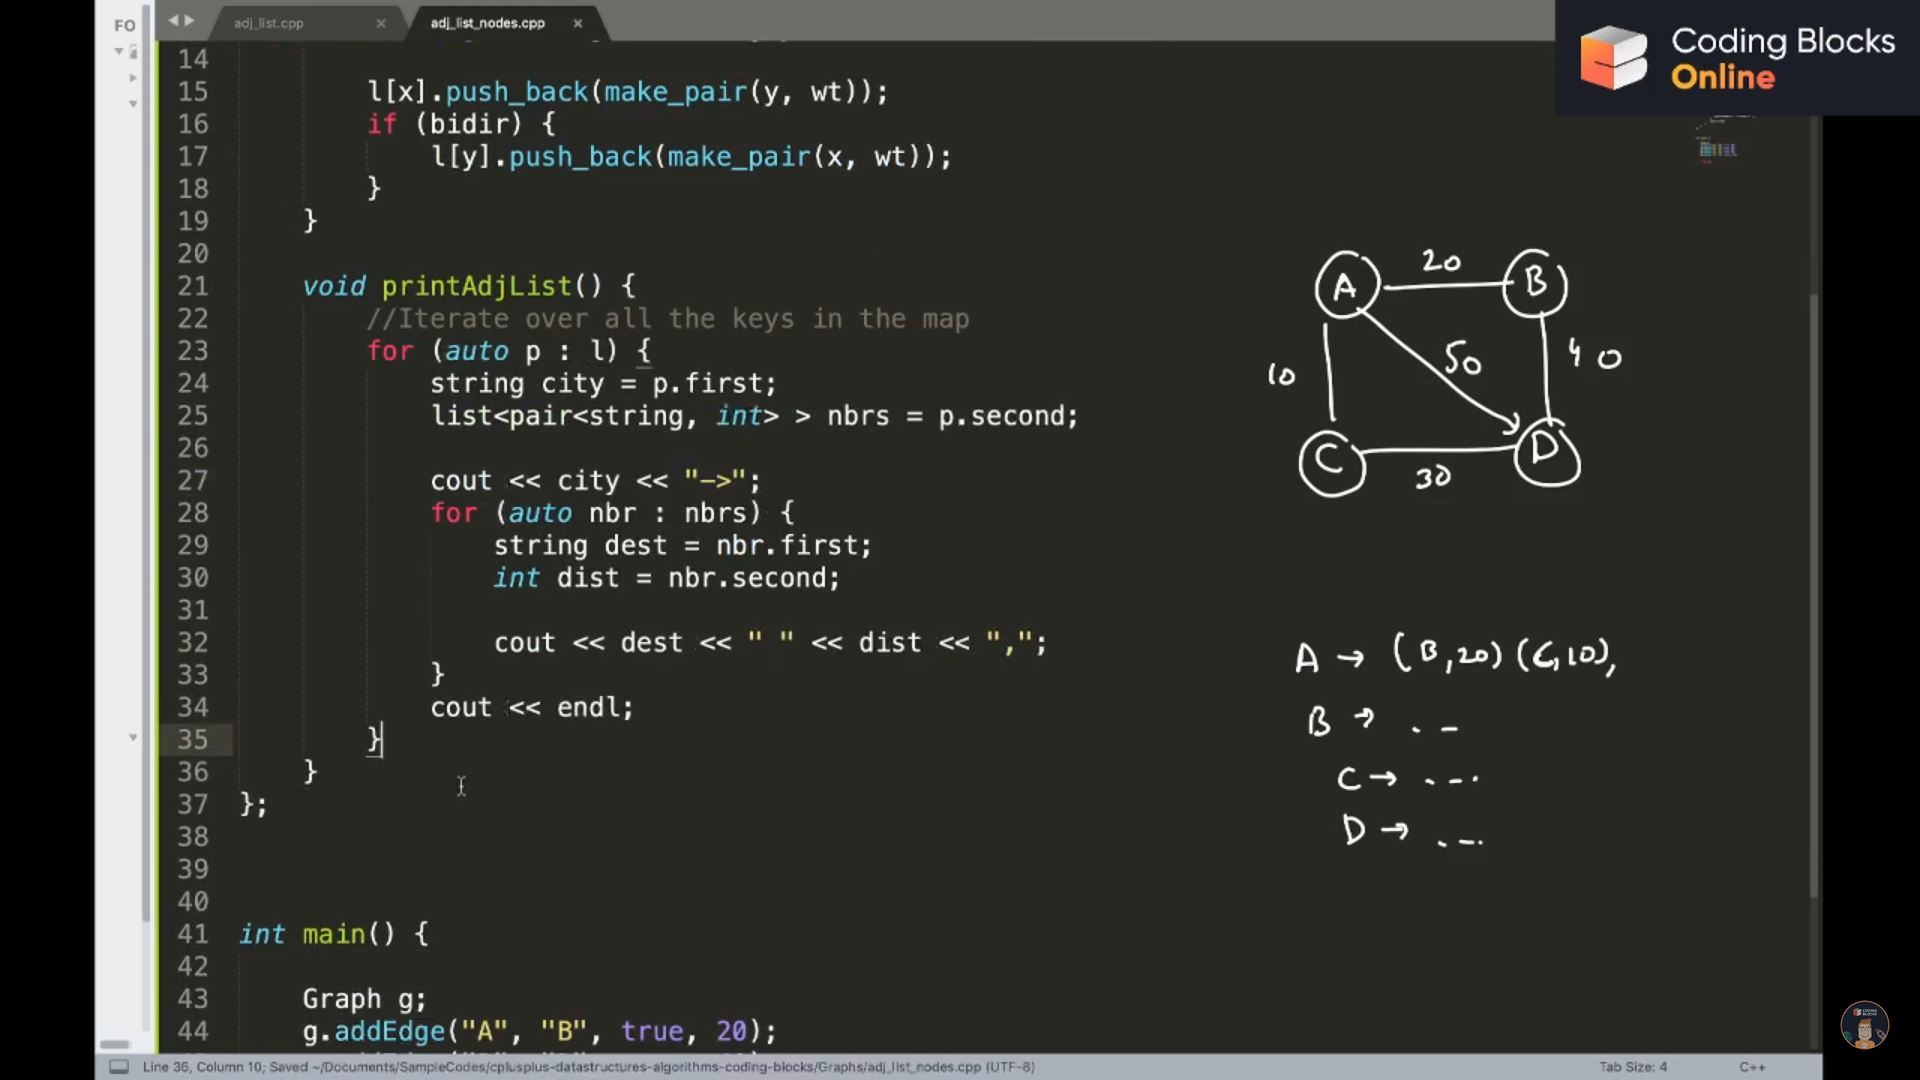 FO
adj_list.cpp ×
adj_list_nodes.cpp ×
Coding Blocks
Online
14
15 l[x].push_back(make_pair(y, wt));
16 if (bidir) {
17 l[y].push_back(make_pair(x, wt));
18 }
19 }
20
21 void printAdjList() {
22 //Iterate over all the keys in the map
23 for (auto p : l) {
24 string city = p.first;
25 list<pair<string, int> > nbrs = p.second;
26
27 cout << city << "->";
28 for (auto nbr : nbrs) {
29 string dest = nbr.first;
30 int dist = nbr.second;
31
32 cout << dest << " " << dist << ",";
33 }
34 cout << endl;
35 }
36 }
37 };
38
39
40
41 int main() {
42
43 Graph g;
44 g.addEdge("A", "B", true, 20);
A 20 B
10 50 40
C 30 D
A → (B,20) (C,10),
B → . –
C → . – .
D → . – .
Line 35, Column 10; Saved ~/Documents/SampleCodes/cplusplus-datastructures-algorithms-coding-blocks/Graphs/adj_list_nodes.cpp (UTF-8)
Tab Size: 4
C++